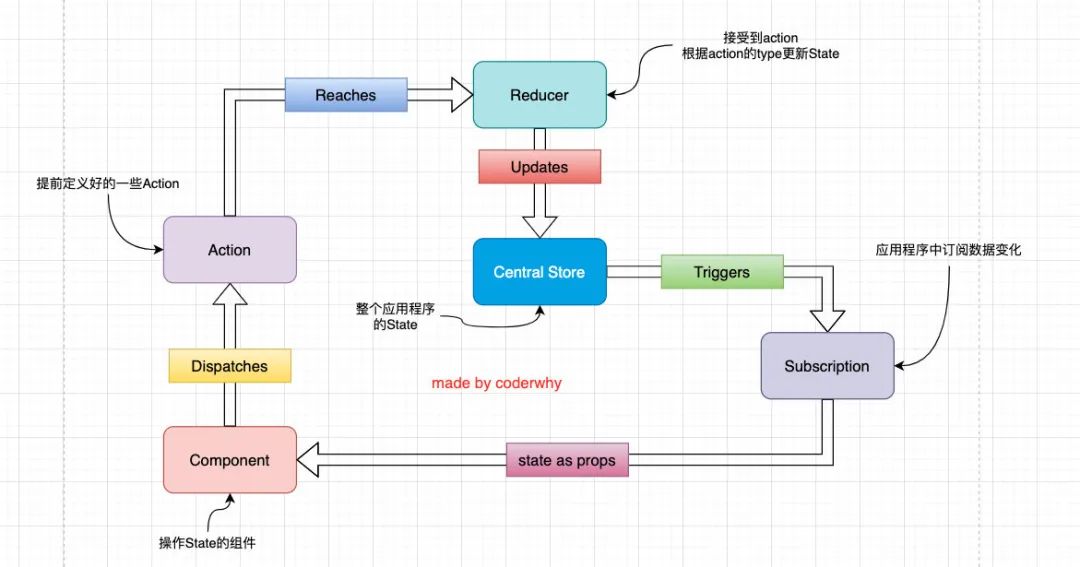 接受到action
根据action的type更新State
Reaches
Reducer
Updates
提前定义好的一些Action
Action
Central Store
Triggers
应用程序中订阅数据变化
整个应用程序
的State
Dispatches
Subscription
made by coderwhy
Component
state as props
操作State的组件